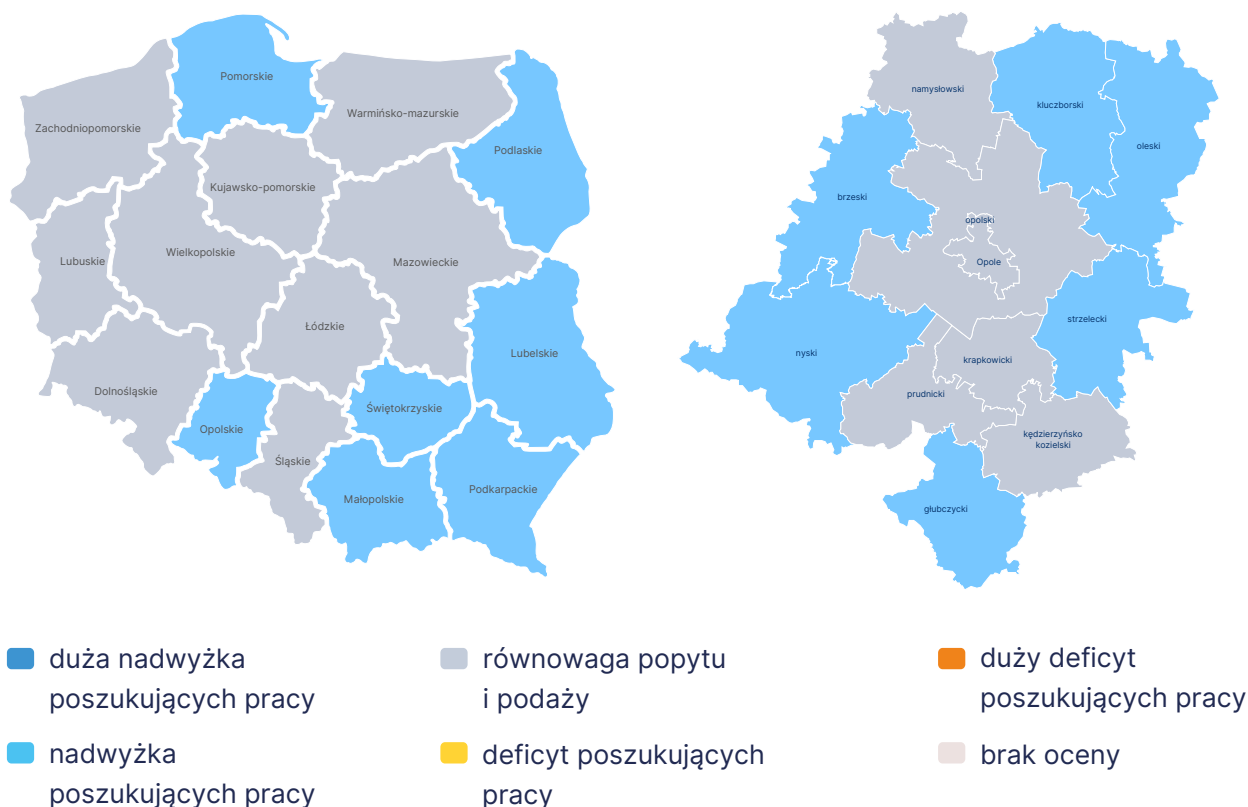 Pomorskie
Warmińsko-mazurskie
Zachodniopomorskie
Podlaskie
Kujawsko-pomorskie
Wielkopolskie
Lubuskie
Mazowieckie
Łódzkie
Lubelskie
Dolnośląskie
Świętokrzyskie
Opolskie
Śląskie
Podkarpackie
Małopolskie
namysłowski
kluczborski
oleski
brzeski
opolski
Opole
strzelecki
nyski
krapkowicki
prudnicki
kędzierzyńsko
kozielski
głubczycki
duża nadwyżka
poszukujących pracy
nadwyżka
poszukujących pracy
równowaga popytu
i podaży
deficyt poszukujących
pracy
duży deficyt
poszukujących pracy
brak oceny